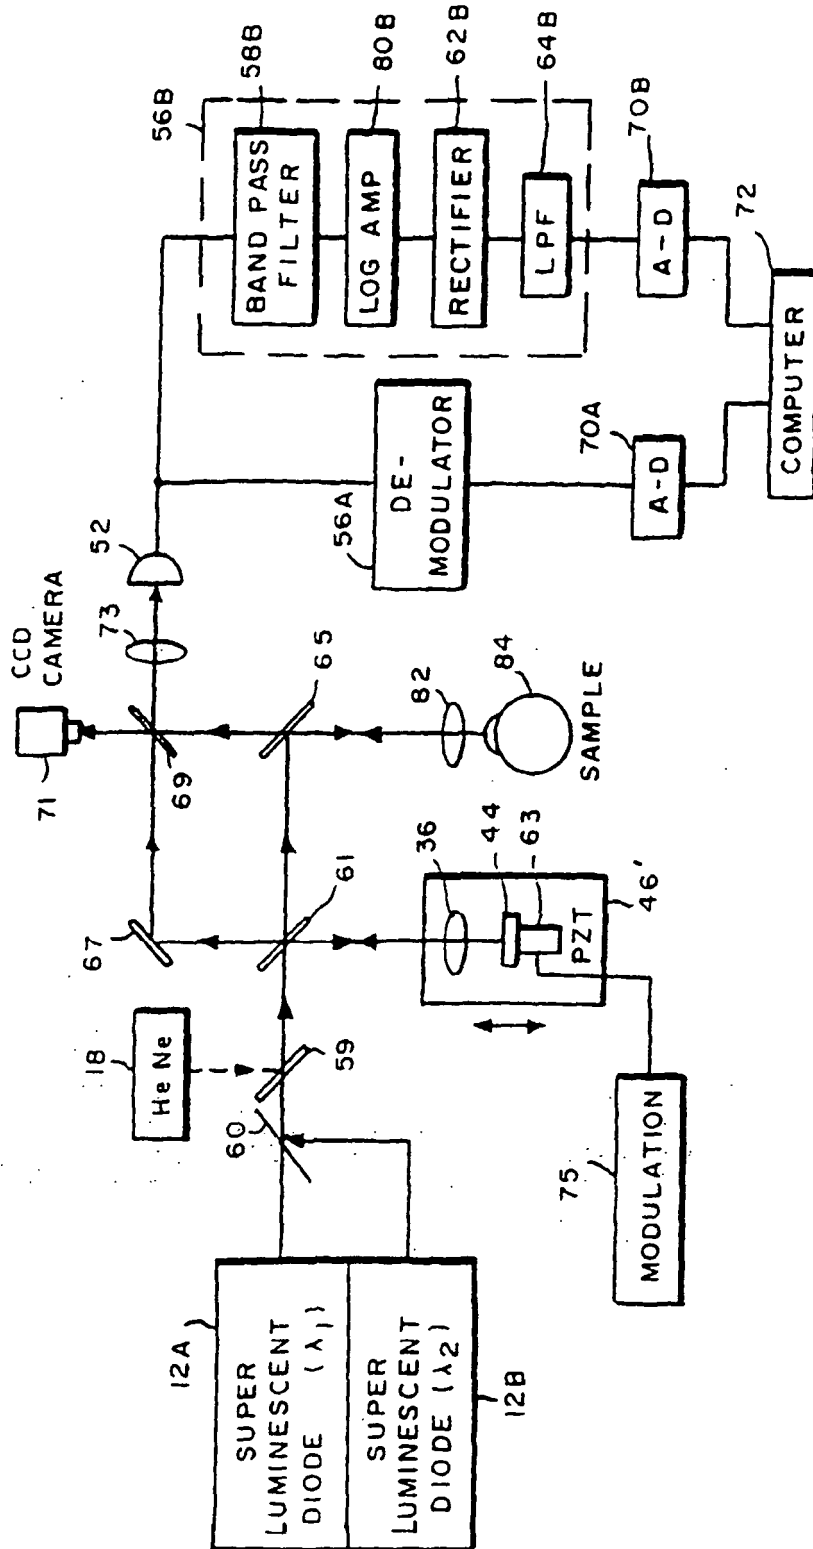 12A
SUPER
LUMINESCENT
DIODE (λ1)
SUPER
LUMINESCENT
DIODE (λ2)
12B
60
18
HeNe
59
67
61
71
CCD
CAMERA
69
73
52
65
82
84
SAMPLE
36
44
63
PZT
46'
75
MODULATION
56A
DE-
MODULATOR
70A
A-D
56B
58B
BAND PASS
FILTER
80B
LOG AMP
62B
RECTIFIER
64B
LPF
70B
A-D
72
COMPUTER